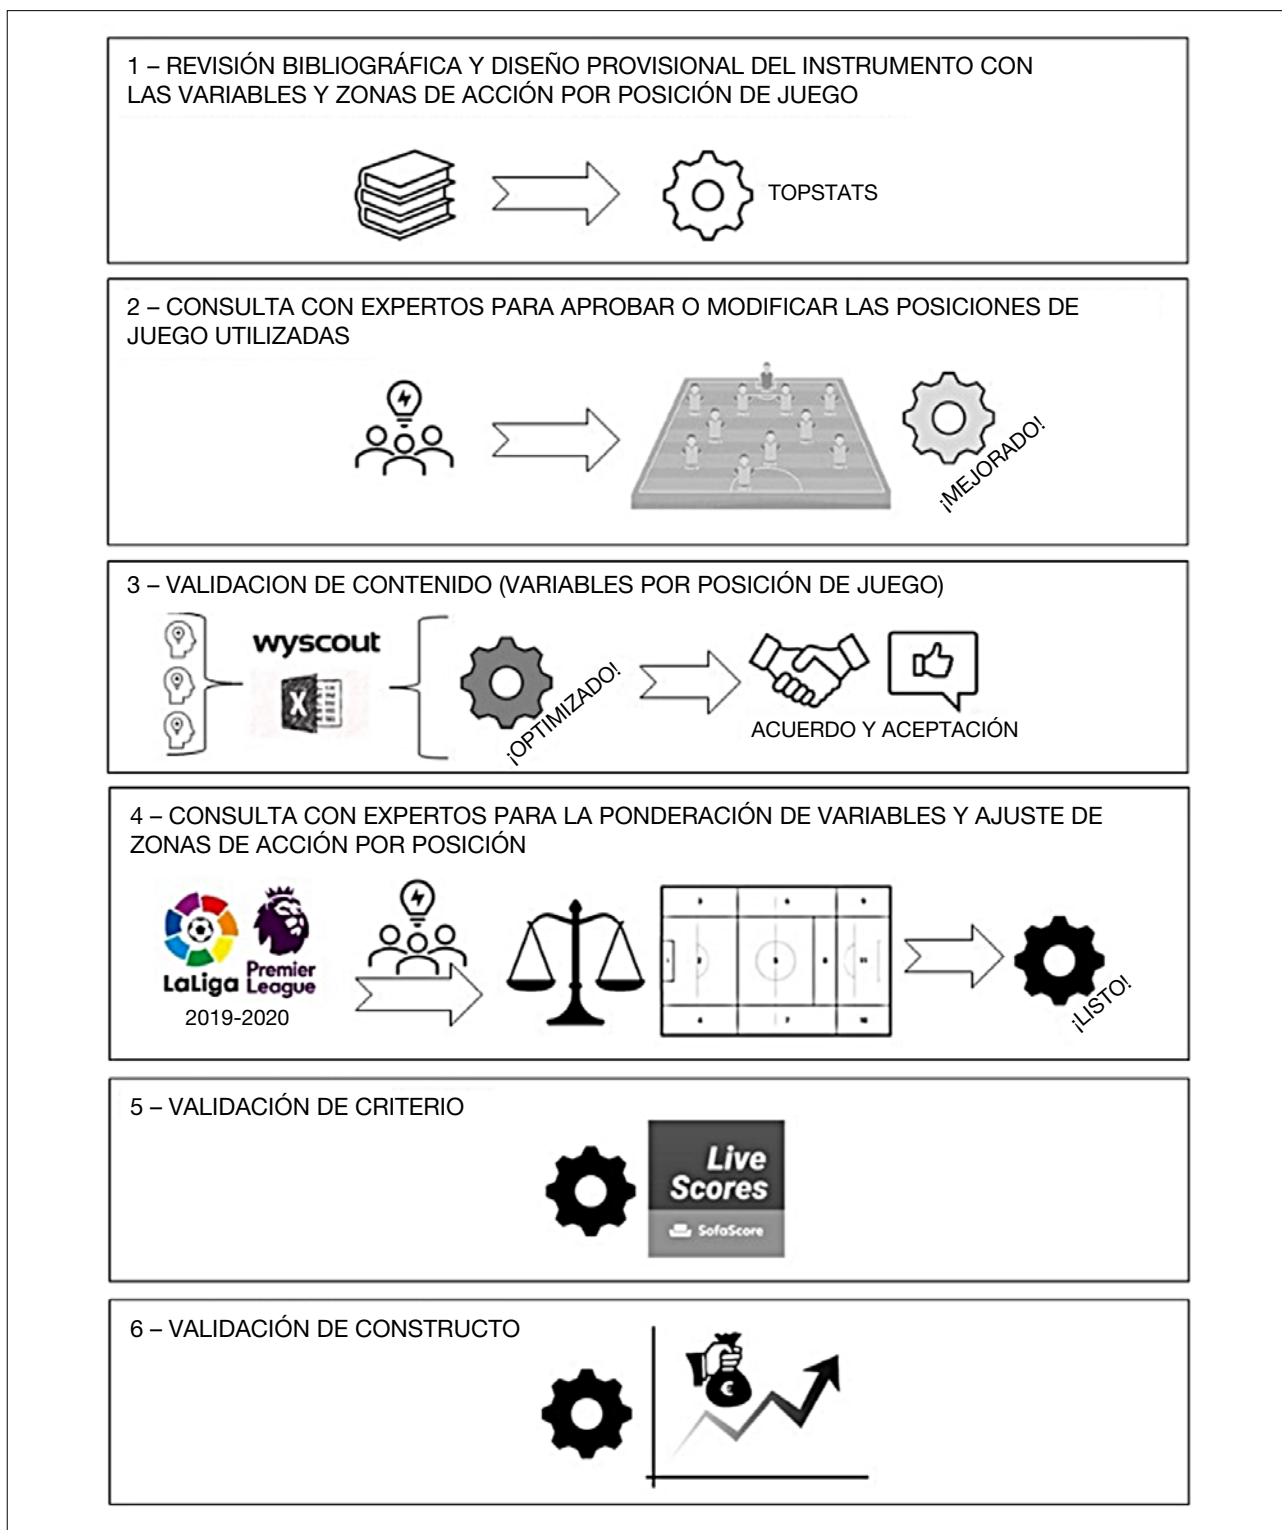 1 – REVISIÓN BIBLIOGRÁFICA Y DISEÑO PROVISIONAL DEL INSTRUMENTO CON
LAS VARIABLES Y ZONAS DE ACCIÓN POR POSICIÓN DE JUEGO
TOPSTATS
2 – CONSULTA CON EXPERTOS PARA APROBAR O MODIFICAR LAS POSICIONES DE
JUEGO UTILIZADAS
¡MEJORADO!
3 – VALIDACION DE CONTENIDO (VARIABLES POR POSICIÓN DE JUEGO)
wyscout
X
¡OPTIMIZADO!
ACUERDO Y ACEPTACIÓN
4 – CONSULTA CON EXPERTOS PARA LA PONDERACIÓN DE VARIABLES Y AJUSTE DE
ZONAS DE ACCIÓN POR POSICIÓN
LaLiga
Premier
League
2019-2020
7
10
11
¡LISTO!
5 – VALIDACIÓN DE CRITERIO
Live
Scores
SofaScore
6 – VALIDACIÓN DE CONSTRUCTO
€